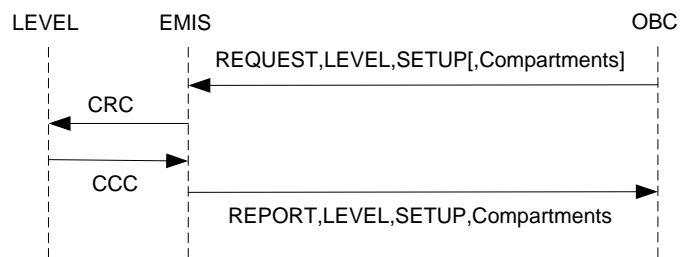 LEVEL EMIS OBC
REQUEST,LEVEL,SETUP[,Compartments]
CRC
CCC
REPORT,LEVEL,SETUP,Compartments